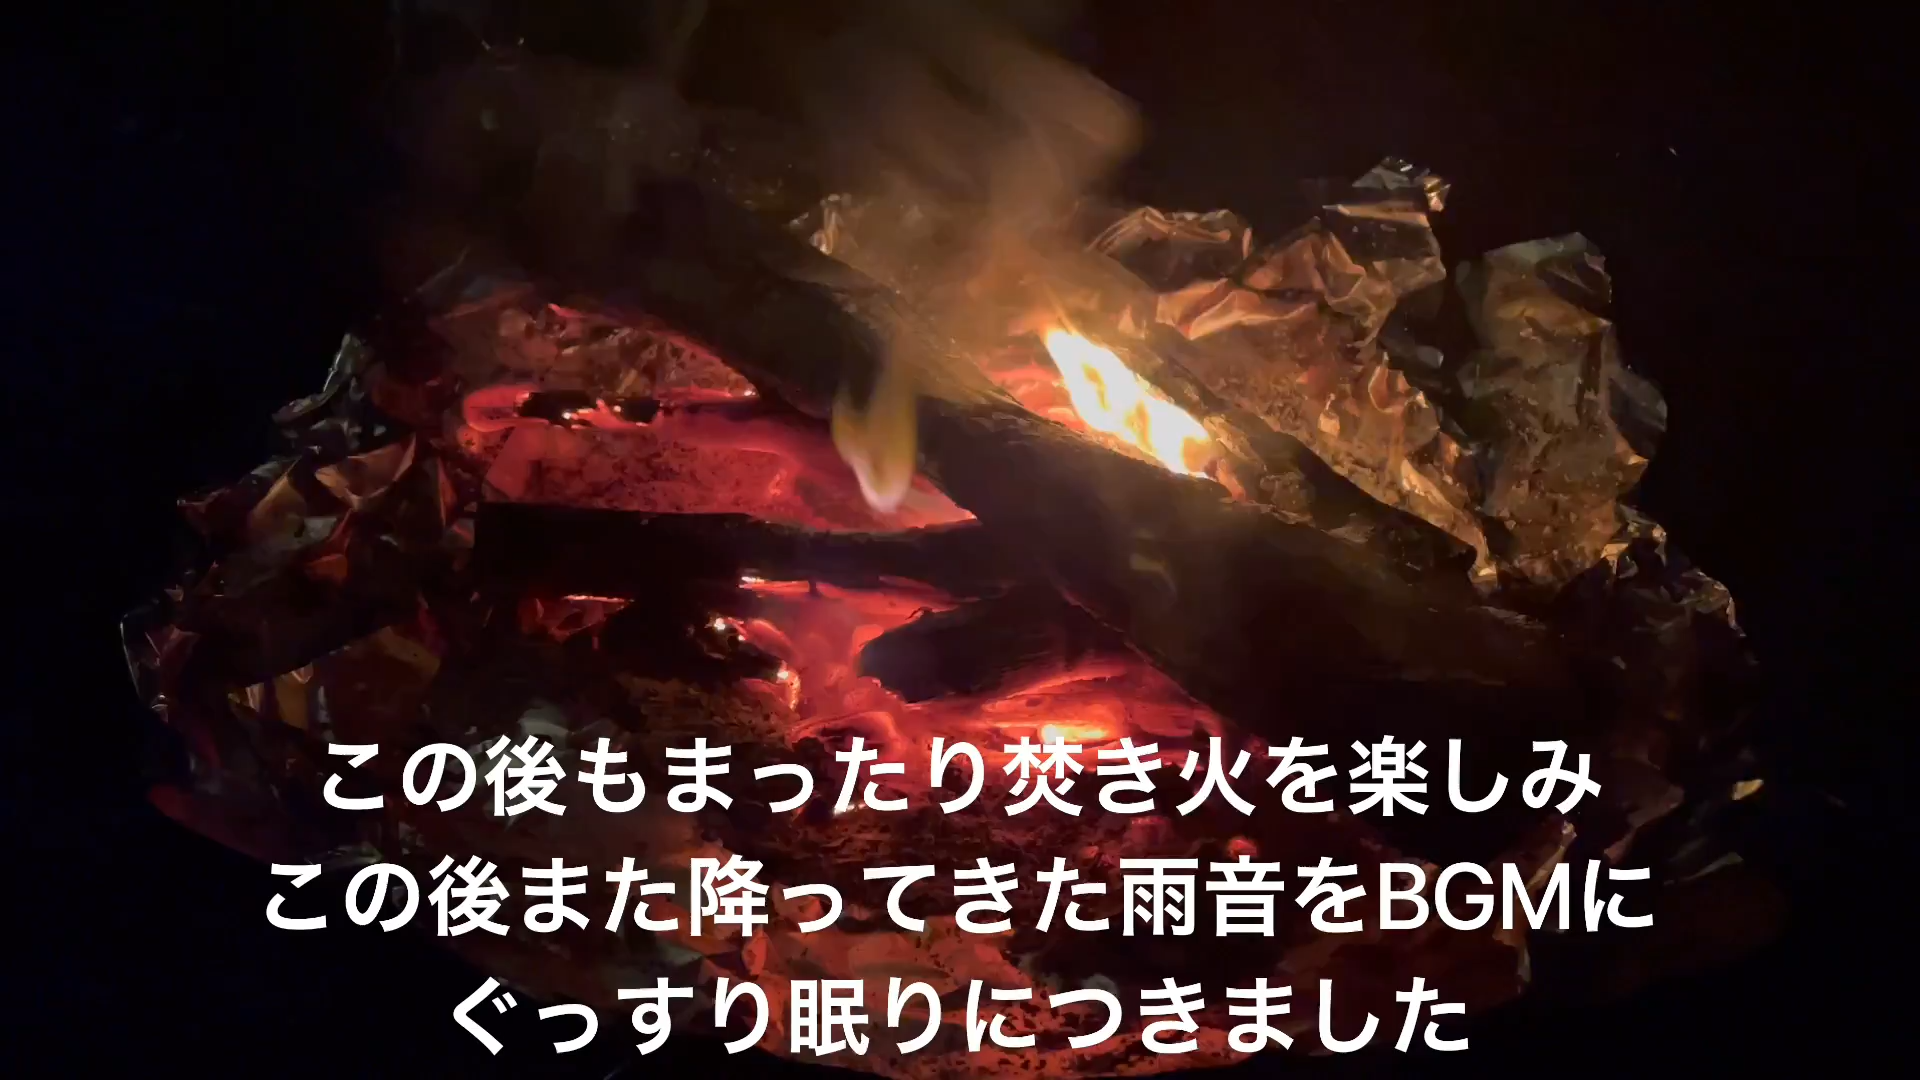 この後もまったり焚き火を楽しみ
この後また降ってきた雨音をBGMに
ぐっすり眠りにつきました